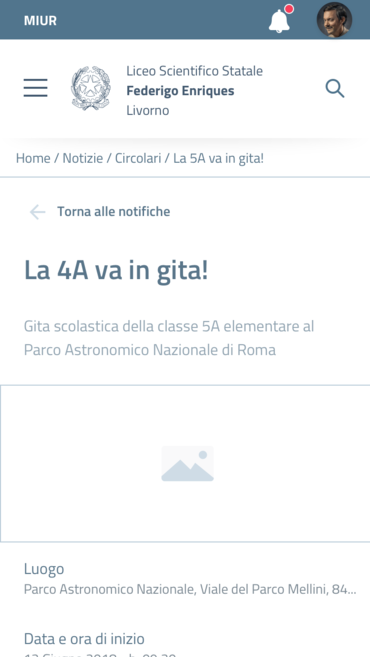 MIUR
Liceo Scientifico Statale
Federigo Enriques
Livorno
Home / Notizie / Circolari / La 5A va in gita!
Torna alle notifiche
La 4A va in gita!
Gita scolastica della classe 5A elementare al
Parco Astronomico Nazionale di Roma
Luogo
Parco Astronomico Nazionale, Viale del Parco Mellini, 84...
Data e ora di inizio